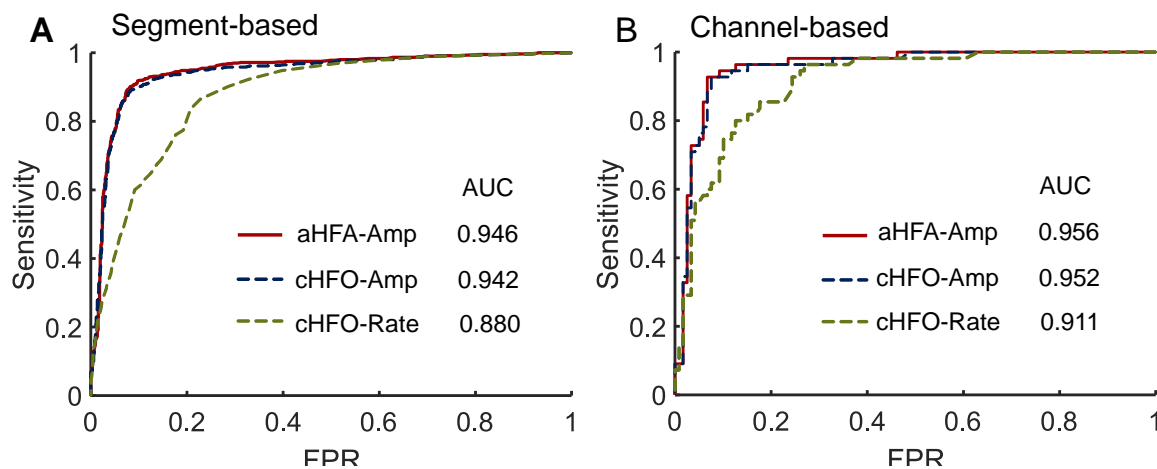 A Segment-based
1
0.8
0.6
0.4
0.2
0
Sensitivity
AUC
aHFA-Amp 0.946
cHFO-Amp 0.942
cHFO-Rate 0.880
0 0.2 0.4 0.6 0.8 1
FPR
B Channel-based
1
0.8
0.6
0.4
0.2
0
Sensitivity
AUC
aHFA-Amp 0.956
cHFO-Amp 0.952
cHFO-Rate 0.911
0 0.2 0.4 0.6 0.8 1
FPR